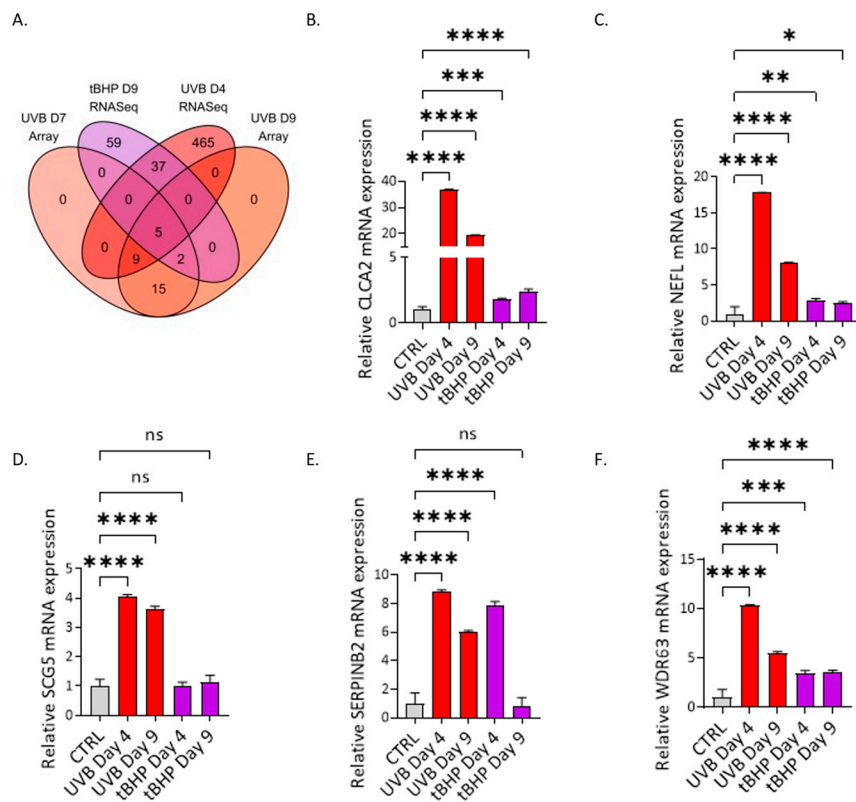 A.
tBHP D9
RNASeq
UVB D4
RNASeq
UVB D7
Array
UVB D9
Array
59
465
0
37
0
0
0
0
0
5
0
0
9
2
15
B.
****
***
****
****
Relative CLCA2 mRNA expression
40
30
20
5
0
CTRL
UVB Day 4
UVB Day 9
tBHP Day 4
tBHP Day 9
C.
*
**
****
****
Relative NEFL mRNA expression
20
15
10
5
0
CTRL
UVB Day 4
UVB Day 9
tBHP Day 4
tBHP Day 9
D.
ns
ns
****
****
Relative SCG5 mRNA expression
5
4
3
2
1
0
CTRL
UVB Day 4
UVB Day 9
tBHP Day 4
tBHP Day 9
E.
ns
****
****
****
Relative SERPINB2 mRNA expression
10
8
6
4
2
0
CTRL
UVB Day 4
UVB Day 9
tBHP Day 4
tBHP Day 9
F.
****
***
****
****
Relative WDR63 mRNA expression
15
10
5
0
CTRL
UVB Day 4
UVB Day 9
tBHP Day 4
tBHP Day 9